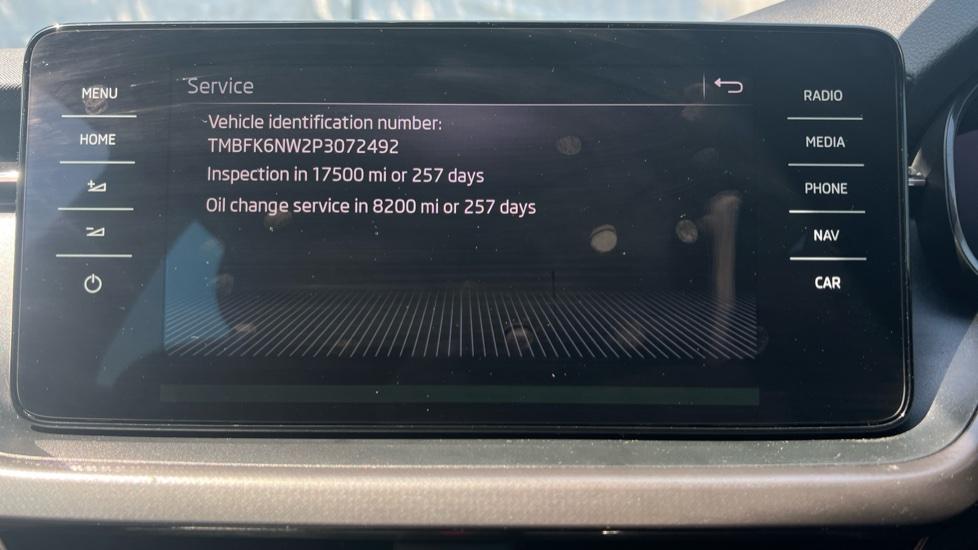 Service
MENU
HOME
Vehicle identification number:
TMBFK6NW2P3072492
Inspection in 17500 mi or 257 days
Oil change service in 8200 mi or 257 days
RADIO
MEDIA
PHONE
NAV
CAR